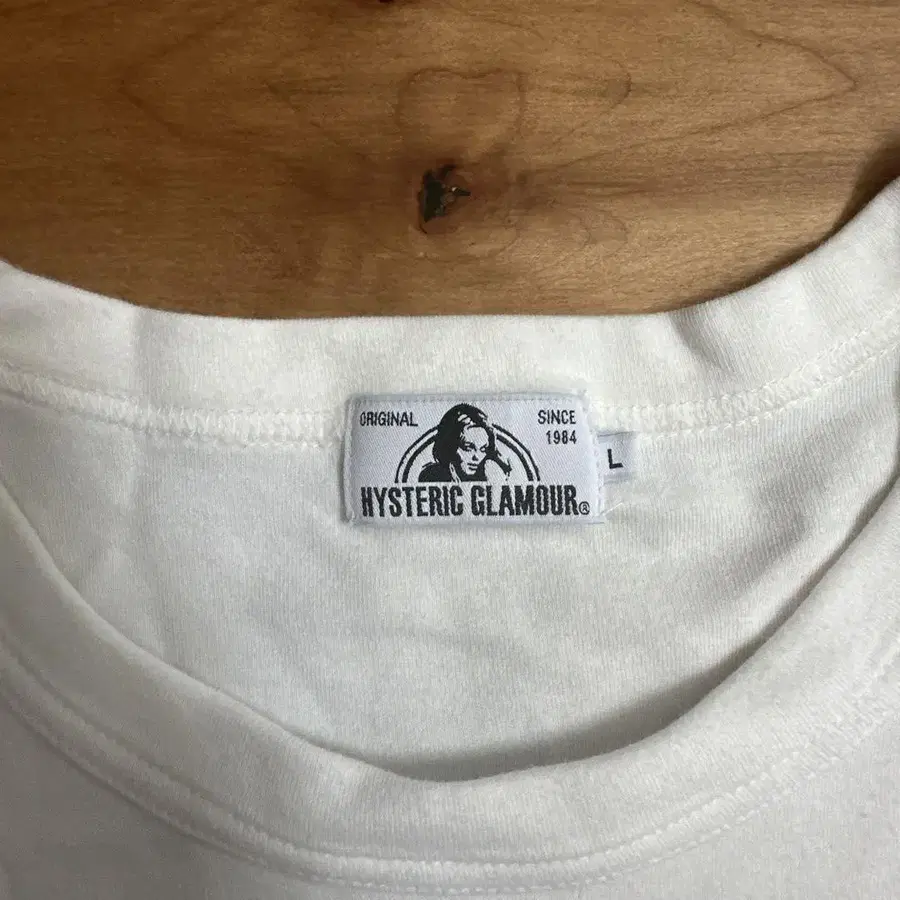 ORIGINAL
SINCE
1984
HYSTERIC GLAMOUR®
L